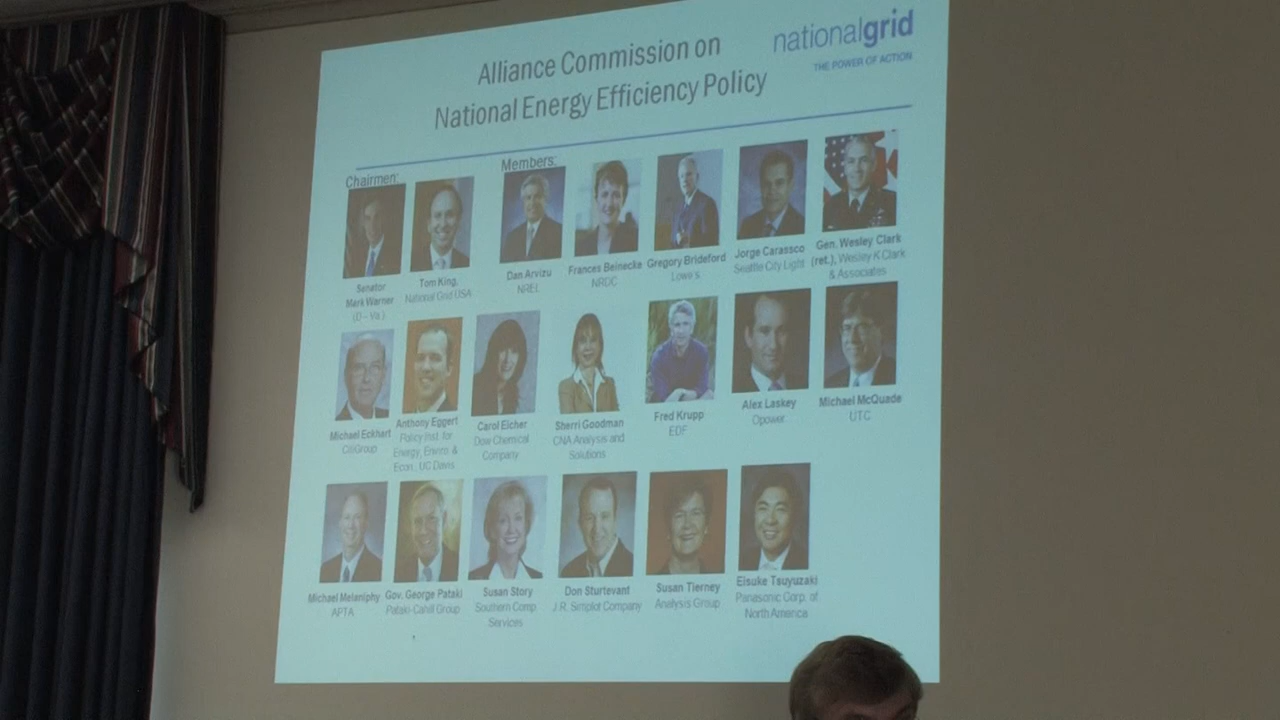 Alliance Commission on
National Energy Efficiency Policy
nationalgrid
THE POWER OF ACTION
Chairmen:
Members:
Senator
Mark Warner
(D – Va.)
Tom King,
National Grid USA
Dan Arvizu
NREL
Frances Beinecke
NRDC
Gregory Brideford
Lowe's
Jorge Carassco
Seattle City Light
Gen. Wesley Clark
(ret.), Wesley K Clark
& Associates
Michael Eckhart
CitiGroup
Anthony Eggert
Policy Inst. for
Energy, Enviro. &
Econ., UC Davis
Carol Eicher
Dow Chemical
Company
Sherri Goodman
CNA Analysis and
Solutions
Fred Krupp
EDF
Alex Laskey
Opower
Michael McQuade
UTC
Michael Melaniphy
APTA
Gov. George Pataki
Pataki-Cahill Group
Susan Story
Southern Comp.
Services
Don Sturtevant
J.R. Simplot Company
Susan Tierney
Analysis Group
Eisuke Tsuyuzaki
Panasonic Corp. of
North America